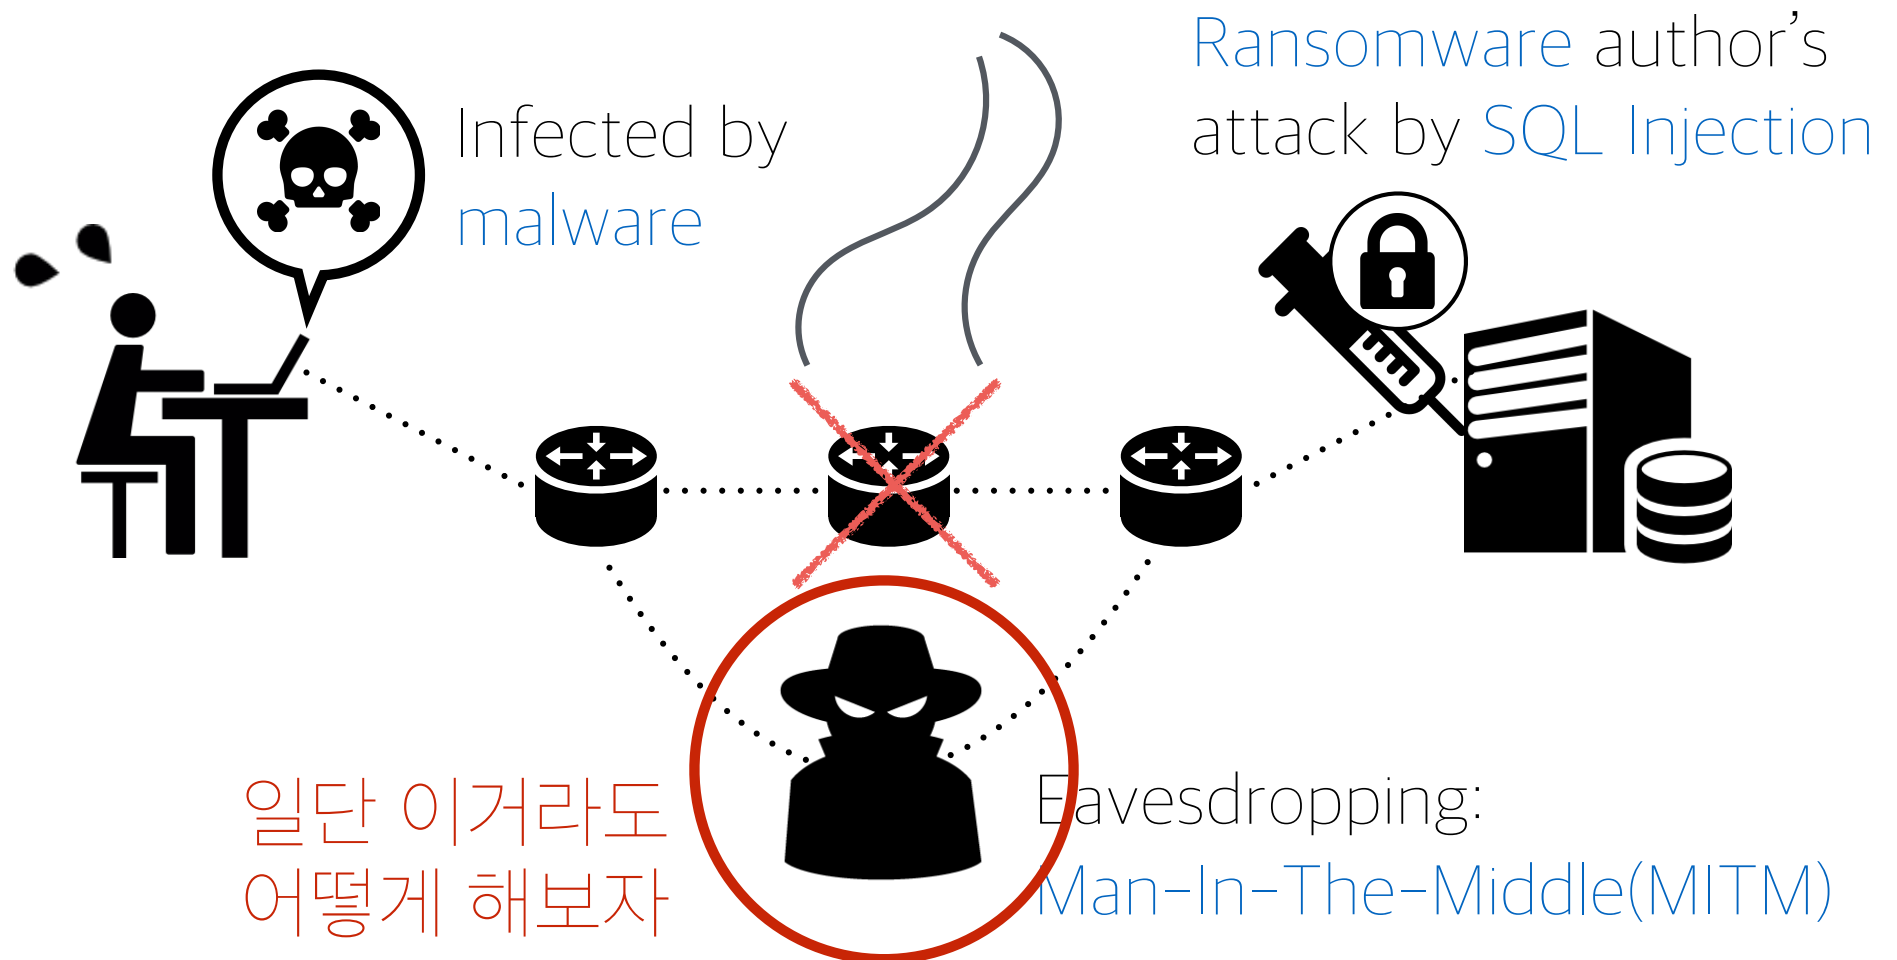 Infected by
malware
Ransomware author’s
attack by SQL Injection
일단 이거라도
어떻게 해보자
Eavesdropping:
Man-In-The-Middle(MITM)